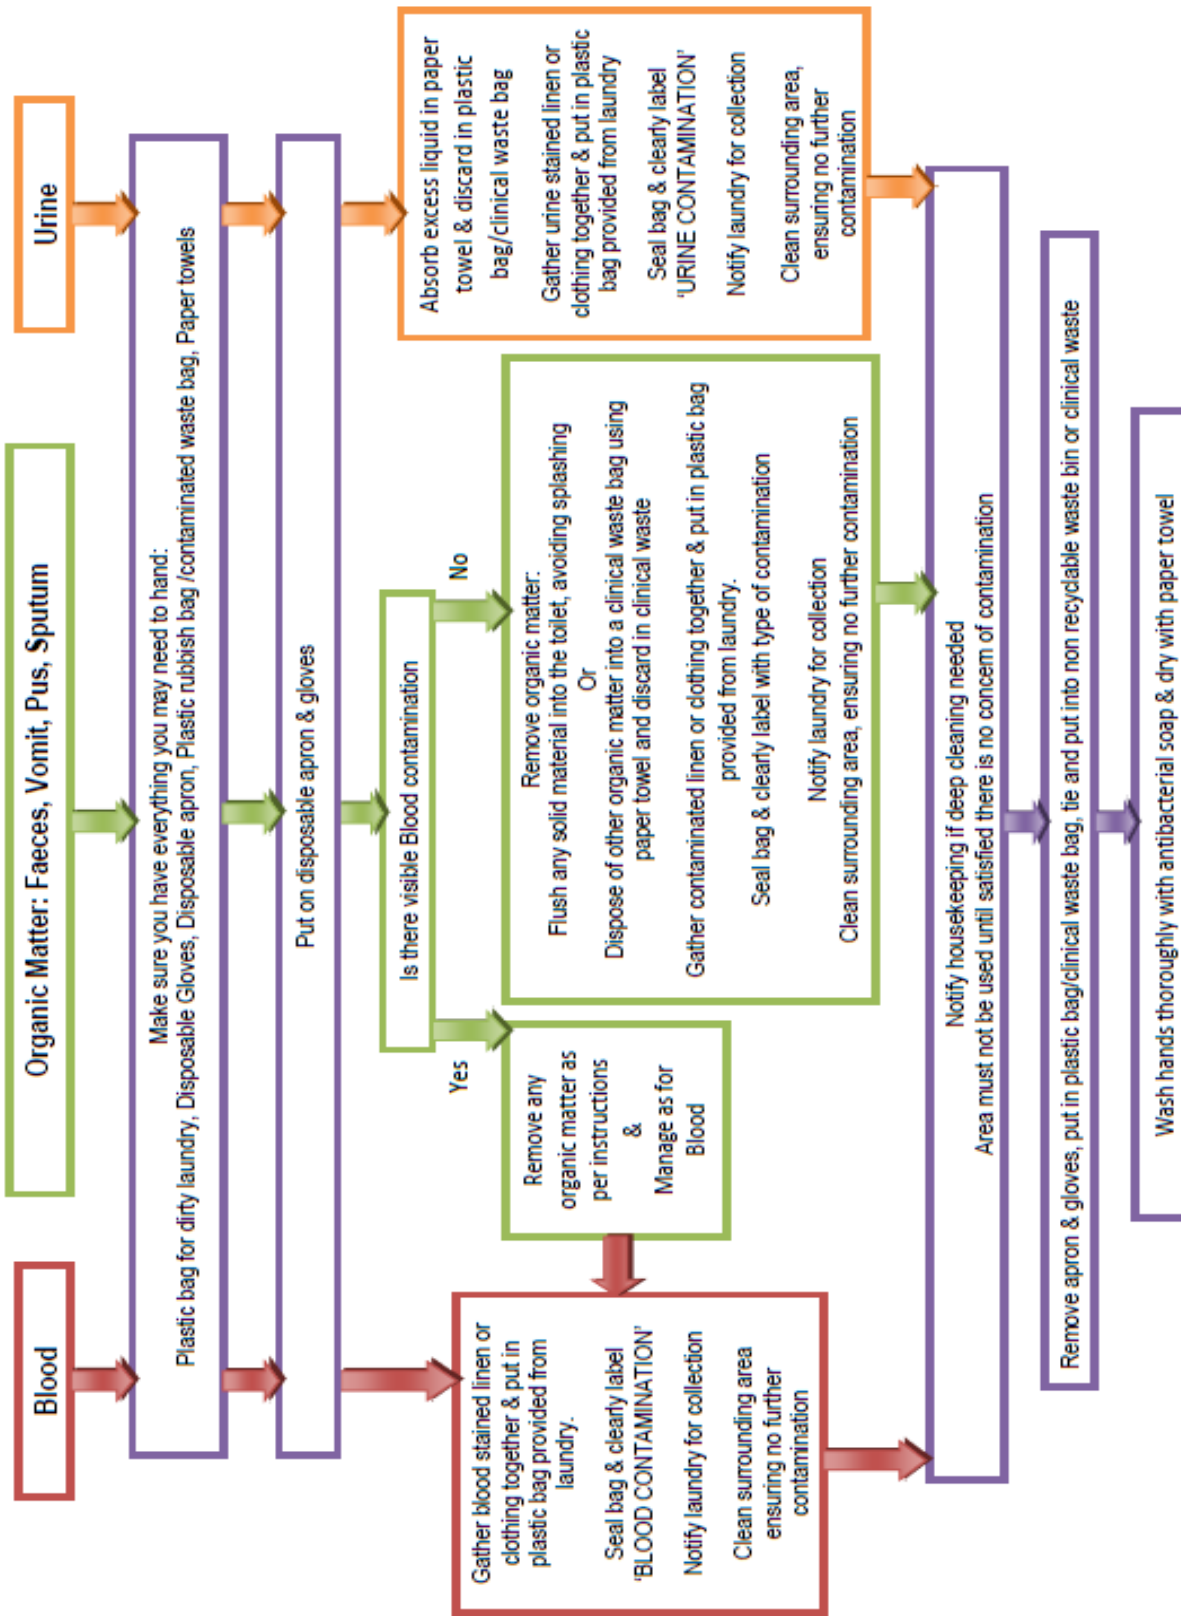 Blood
Organic Matter: Faeces, Vomit, Pus, Sputum
Urine
Make sure you have everything you may need to hand:
Plastic bag for dirty laundry, Disposable Gloves, Disposable apron, Plastic rubbish bag /contaminated waste bag, Paper towels
Put on disposable apron & gloves
Is there visible Blood contamination
Yes
No
Gather blood stained linen or
clothing together & put in
plastic bag provided from
laundry.
Seal bag & clearly label
'BLOOD CONTAMINATION'
Notify laundry for collection
Clean surrounding area
ensuring no further
contamination
Remove any
organic matter as
per instructions
&
Manage as for
Blood
Remove organic matter:
Flush any solid material into the toilet, avoiding splashing
Or
Dispose of other organic matter into a clinical waste bag using
paper towel and discard in clinical waste
Gather contaminated linen or clothing together & put in plastic bag
provided from laundry.
Seal bag & clearly label with type of contamination
Notify laundry for collection
Clean surrounding area, ensuring no further contamination
Absorb excess liquid in paper
towel & discard in plastic
bag/clinical waste bag
Gather urine stained linen or
clothing together & put in plastic
bag provided from laundry
Seal bag & clearly label
'URINE CONTAMINATION'
Notify laundry for collection
Clean surrounding area,
ensuring no further
contamination
Notify housekeeping if deep cleaning needed
Area must not be used until satisfied there is no concern of contamination
Remove apron & gloves, put in plastic bag/clinical waste bag, tie and put into non recyclable waste bin or clinical waste
Wash hands thoroughly with antibacterial soap & dry with paper towel